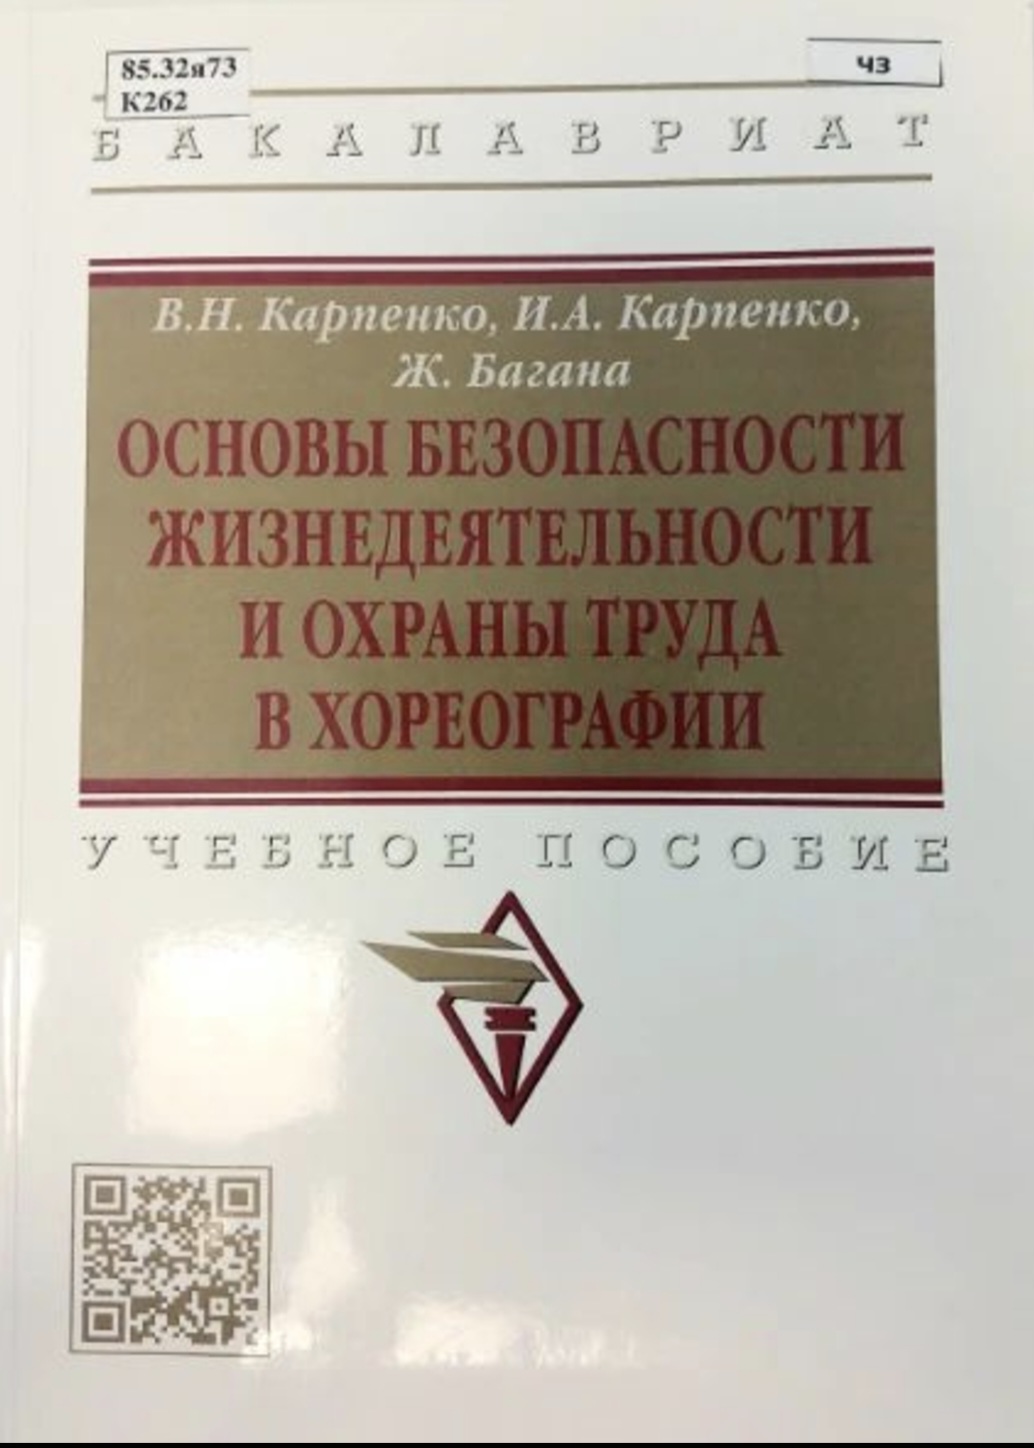 85.32я73
К262
ЧЗ
БАКАЛАВРИАТ
В.Н. Карпенко, И.А. Карпенко,
Ж. Багана
ОСНОВЫ БЕЗОПАСНОСТИ
ЖИЗНЕДЕЯТЕЛЬНОСТИ
И ОХРАНЫ ТРУДА
В ХОРЕОГРАФИИ
УЧЕБНОЕ ПОСОБИЕ